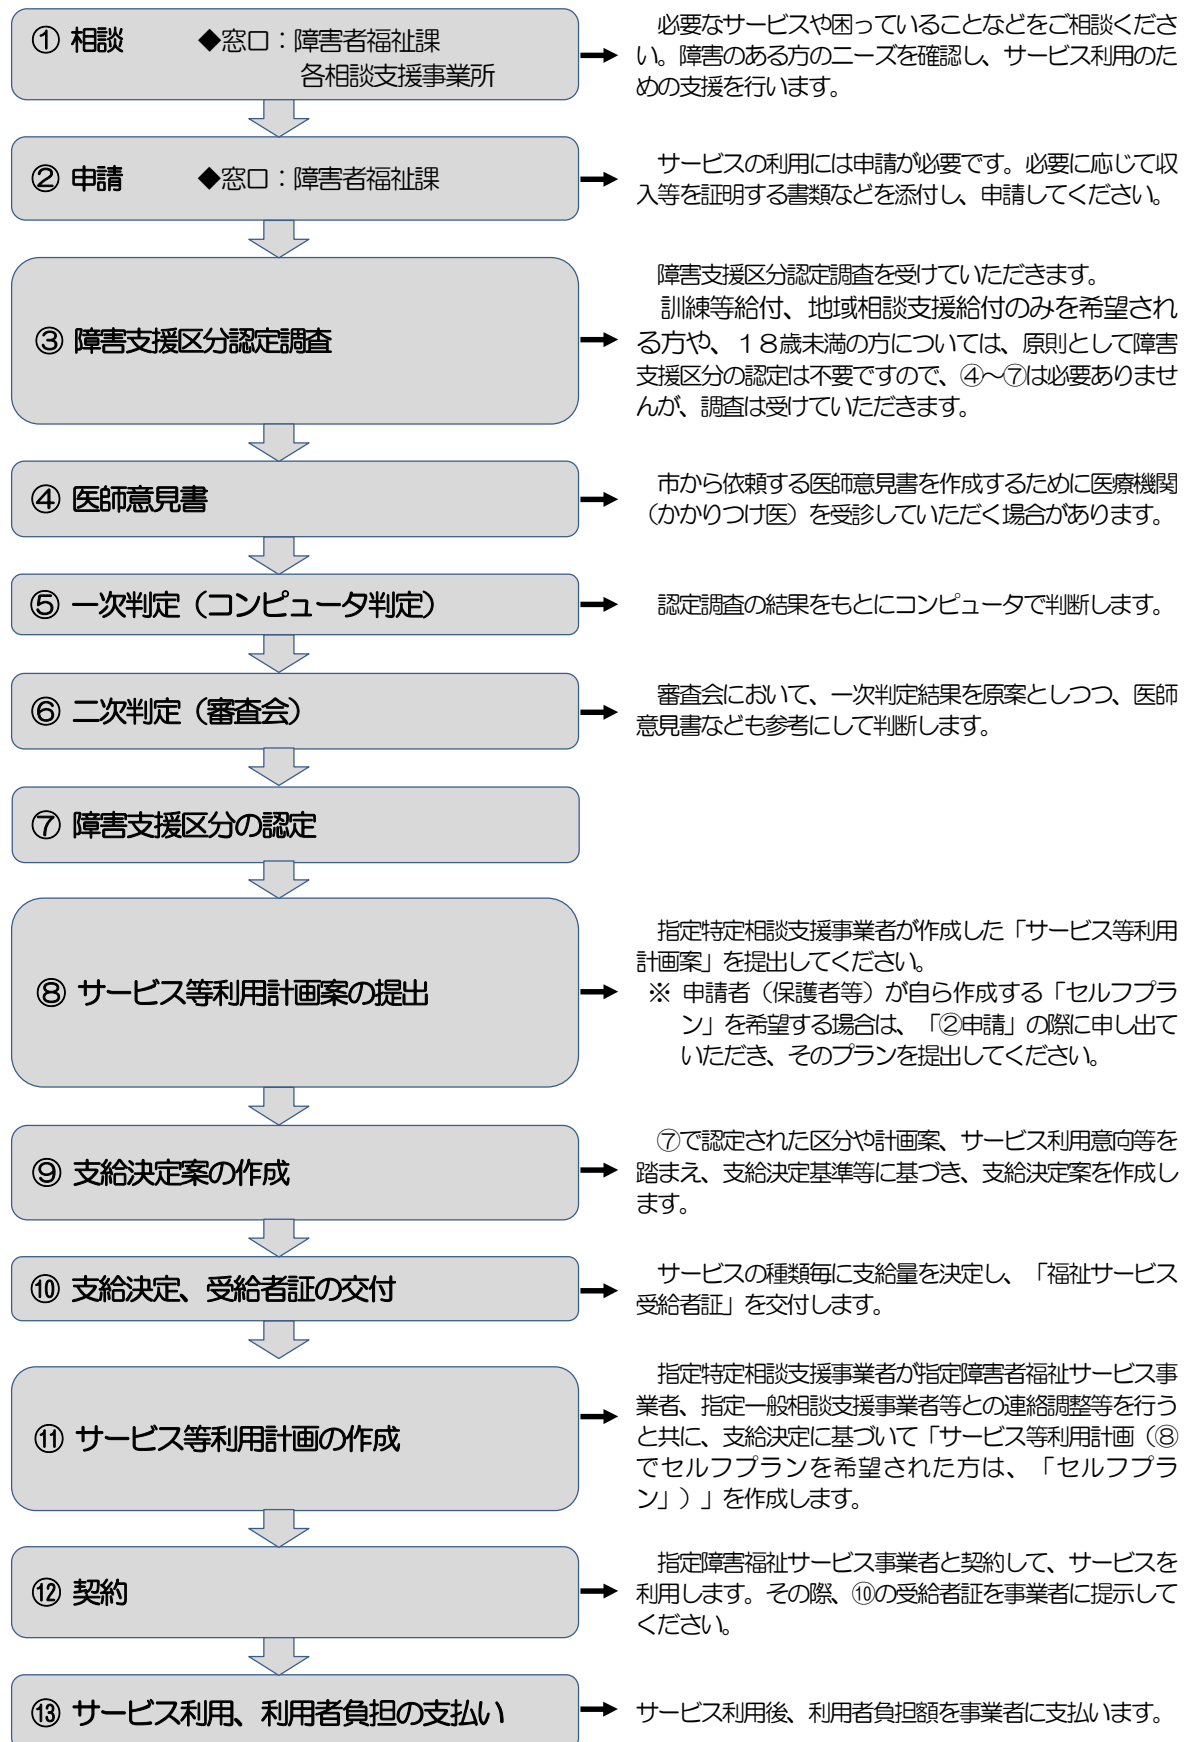 ① 相談　　◆窓口：障害者福祉課
各相談支援事業所
必要なサービスや困っていることなどをご相談くださ
い。障害のある方のニーズを確認し、サービス利用のた
めの支援を行います。
② 申請　　◆窓口：障害者福祉課
サービスの利用には申請が必要です。必要に応じて収
入等を証明する書類などを添付し、申請してください。
③ 障害支援区分認定調査
障害支援区分認定調査を受けていただきます。
訓練等給付、地域相談支援給付のみを希望され
る方や、１８歳未満の方については、原則として障害
支援区分の認定は不要ですので、④～⑦は必要ありませ
んが、調査は受けていただきます。
④ 医師意見書
市から依頼する医師意見書を作成するために医療機関
（かかりつけ医）を受診していただく場合があります。
⑤ 一次判定（コンピュータ判定）
認定調査の結果をもとにコンピュータで判断します。
⑥ 二次判定（審査会）
審査会において、一次判定結果を原案としつつ、医師
意見書なども参考にして判断します。
⑦ 障害支援区分の認定
⑧ サービス等利用計画案の提出
指定特定相談支援事業者が作成した「サービス等利用
計画案」を提出してください。
※ 申請者（保護者等）が自ら作成する「セルフプラ
ン」を希望する場合は、「②申請」の際に申し出て
いただき、そのプランを提出してください。
⑨ 支給決定案の作成
⑦で認定された区分や計画案、サービス利用意向等を
踏まえ、支給決定基準等に基づき、支給決定案を作成し
ます。
⑩ 支給決定、受給者証の交付
サービスの種類毎に支給量を決定し、「福祉サービス
受給者証」を交付します。
⑪ サービス等利用計画の作成
指定特定相談支援事業者が指定障害者福祉サービス事
業者、指定一般相談支援事業者等との連絡調整等を行う
と共に、支給決定に基づいて「サービス等利用計画（⑧
でセルフプランを希望された方は、「セルフプラ
ン」）」を作成します。
⑫ 契約
指定障害福祉サービス事業者と契約して、サービスを
利用します。その際、⑩の受給者証を事業者に提示して
ください。
⑬ サービス利用、利用者負担の支払い
サービス利用後、利用者負担額を事業者に支払います。